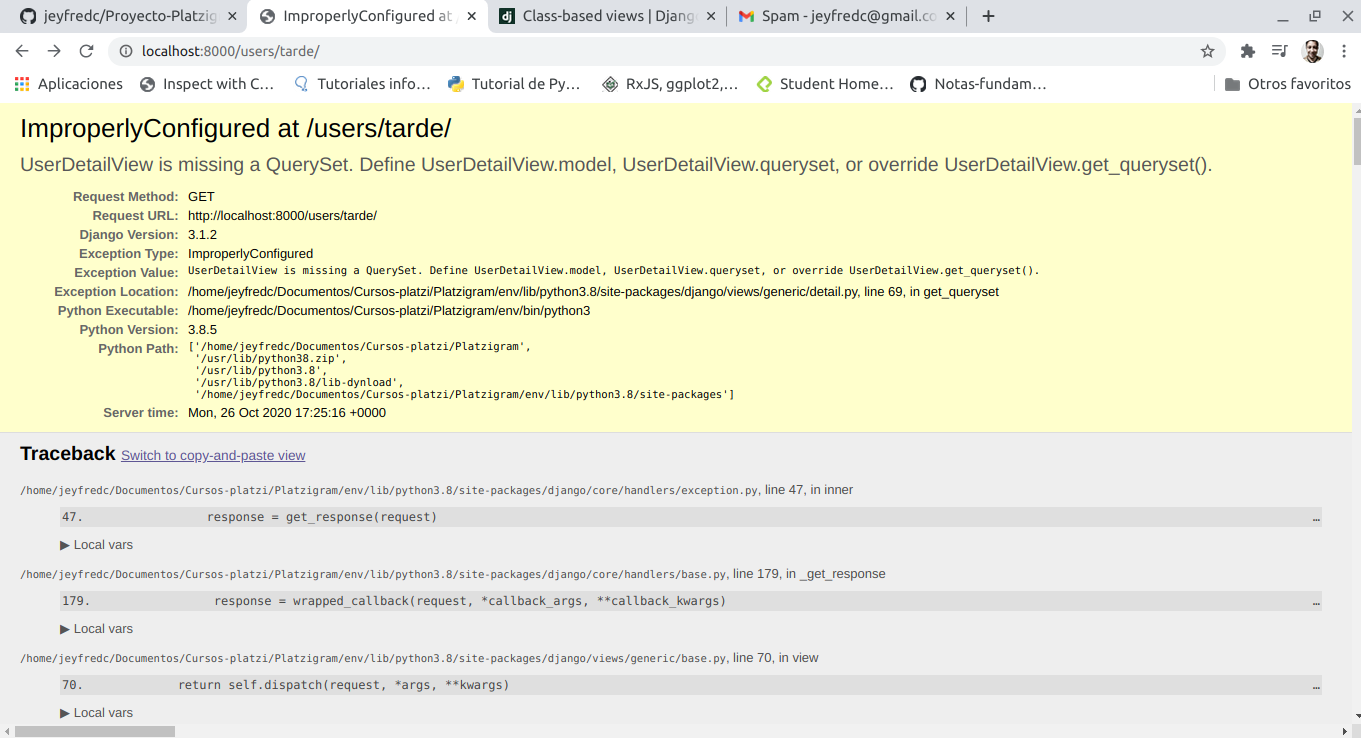 jeyfredc/Proyecto-Platzig
ImproperlyConfigured at
Class-based views | Djang
Spam - jeyfredc@gmail.co
localhost:8000/users/tarde/
Aplicaciones
Inspect with C...
Tutoriales info...
Tutorial de Py...
RxJS, ggplot2,...
Student Home...
Notas-fundam...
Otros favoritos
ImproperlyConfigured at /users/tarde/
UserDetailView is missing a QuerySet. Define UserDetailView.model, UserDetailView.queryset, or override UserDetailView.get_queryset().
Request Method: GET
Request URL: http://localhost:8000/users/tarde/
Django Version: 3.1.2
Exception Type: ImproperlyConfigured
Exception Value: UserDetailView is missing a QuerySet. Define UserDetailView.model, UserDetailView.queryset, or override UserDetailView.get_queryset().
Exception Location: /home/jeyfredc/Documentos/Cursos-platzi/Platzigram/env/lib/python3.8/site-packages/django/views/generic/detail.py, line 69, in get_queryset
Python Executable: /home/jeyfredc/Documentos/Cursos-platzi/Platzigram/env/bin/python3
Python Version: 3.8.5
Python Path: ['/home/jeyfredc/Documentos/Cursos-platzi/Platzigram',
'/usr/lib/python38.zip',
'/usr/lib/python3.8',
'/usr/lib/python3.8/lib-dynload',
'/home/jeyfredc/Documentos/Cursos-platzi/Platzigram/env/lib/python3.8/site-packages']
Server time: Mon, 26 Oct 2020 17:25:16 +0000
Traceback Switch to copy-and-paste view
/home/jeyfredc/Documentos/Cursos-platzi/Platzigram/env/lib/python3.8/site-packages/django/core/handlers/exception.py, line 47, in inner
47. response = get_response(request) …
▶ Local vars
/home/jeyfredc/Documentos/Cursos-platzi/Platzigram/env/lib/python3.8/site-packages/django/core/handlers/base.py, line 179, in _get_response
179. response = wrapped_callback(request, *callback_args, **callback_kwargs) …
▶ Local vars
/home/jeyfredc/Documentos/Cursos-platzi/Platzigram/env/lib/python3.8/site-packages/django/views/generic/base.py, line 70, in view
70. return self.dispatch(request, *args, **kwargs) …
▶ Local vars